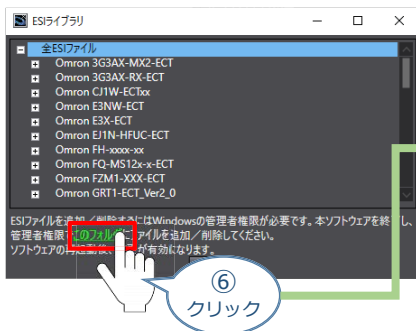 ESIライブラリ
全ESIファイル
Omron 3G3AX-MX2-ECT
Omron 3G3AX-RX-ECT
Omron CJ1W-ECTxx
Omron E3NW-ECT
Omron E3X-ECT
Omron EJ1N-HFUC-ECT
Omron FH-xxxx-xx
Omron FQ-MS12x-x-ECT
Omron FZM1-XXX-ECT
Omron GRT1-ECT_Ver2_0
ESIファイルを追加／削除するにはWindowsの管理者権限が必要です。本ソフトウェアを終了し、
管理者権限で このフォルダ ファイルを追加／削除してください。
ソフトウェアの再起動後 が有効になります。
⑥
クリック